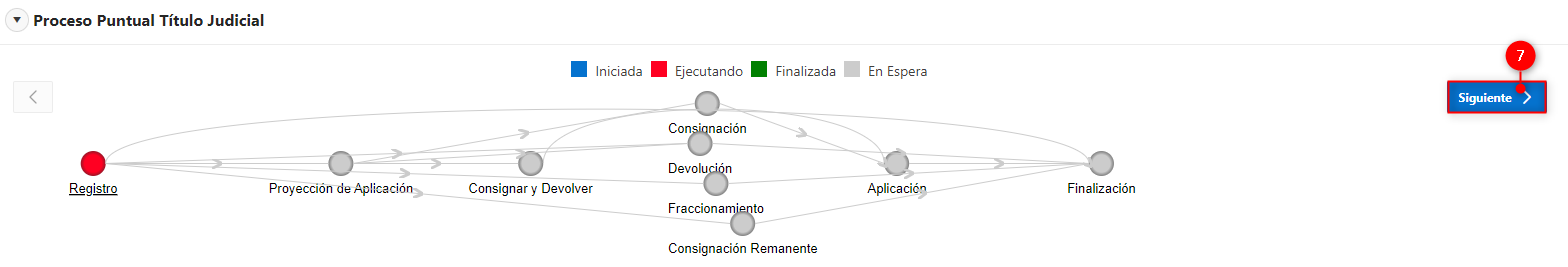 Proceso Puntual Título Judicial
7
Iniciada Ejecutando Finalizada En Espera
Siguiente
Consignación
Devolución
Registro
Proyección de Aplicación
Consignar y Devolver
Aplicación
Finalización
Fraccionamiento
Consignación Remanente